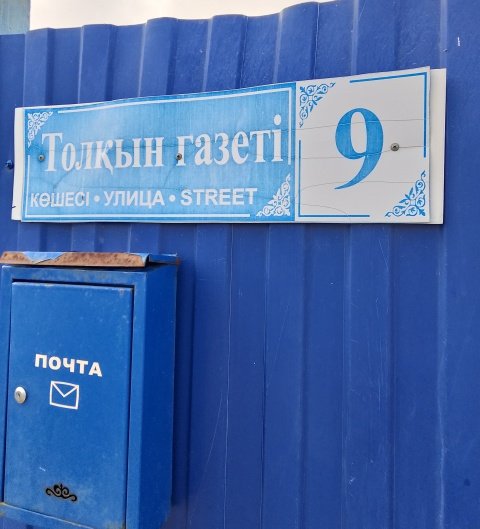 Толқын газеті
9
КӨШЕСІ • УЛИЦА • STREET
ПОЧТА